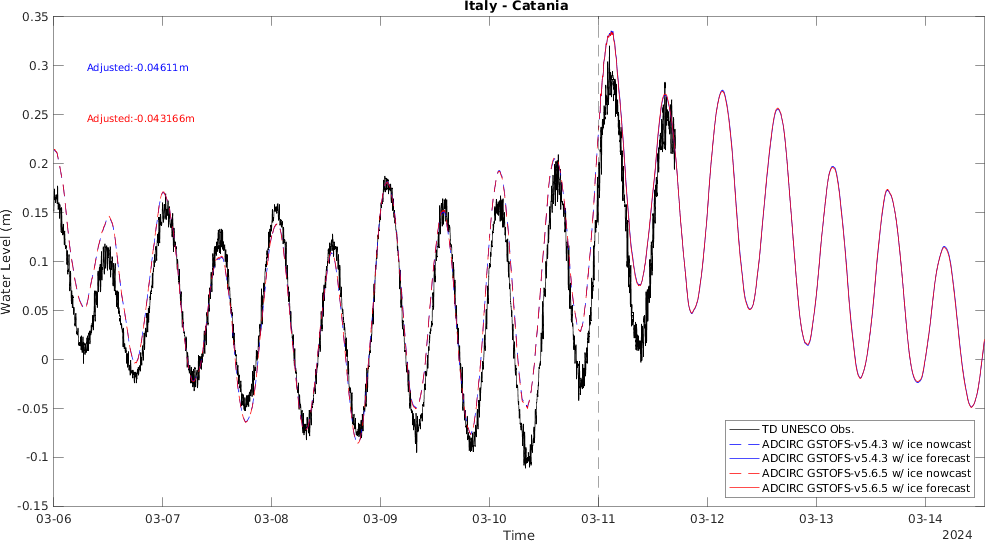 Italy - Catania
0.35
0.3
0.25
0.2
0.15
0.1
0.05
0
-0.05
-0.1
-0.15
Water Level (m)
Adjusted:-0.04611m
Adjusted:-0.043166m
TD UNESCO Obs.
ADCIRC GSTOFS-v5.4.3 w/ ice nowcast
ADCIRC GSTOFS-v5.4.3 w/ ice forecast
ADCIRC GSTOFS-v5.6.5 w/ ice nowcast
ADCIRC GSTOFS-v5.6.5 w/ ice forecast
03-06 03-07 03-08 03-09 03-10 03-11 03-12 03-13 03-14
Time
2024